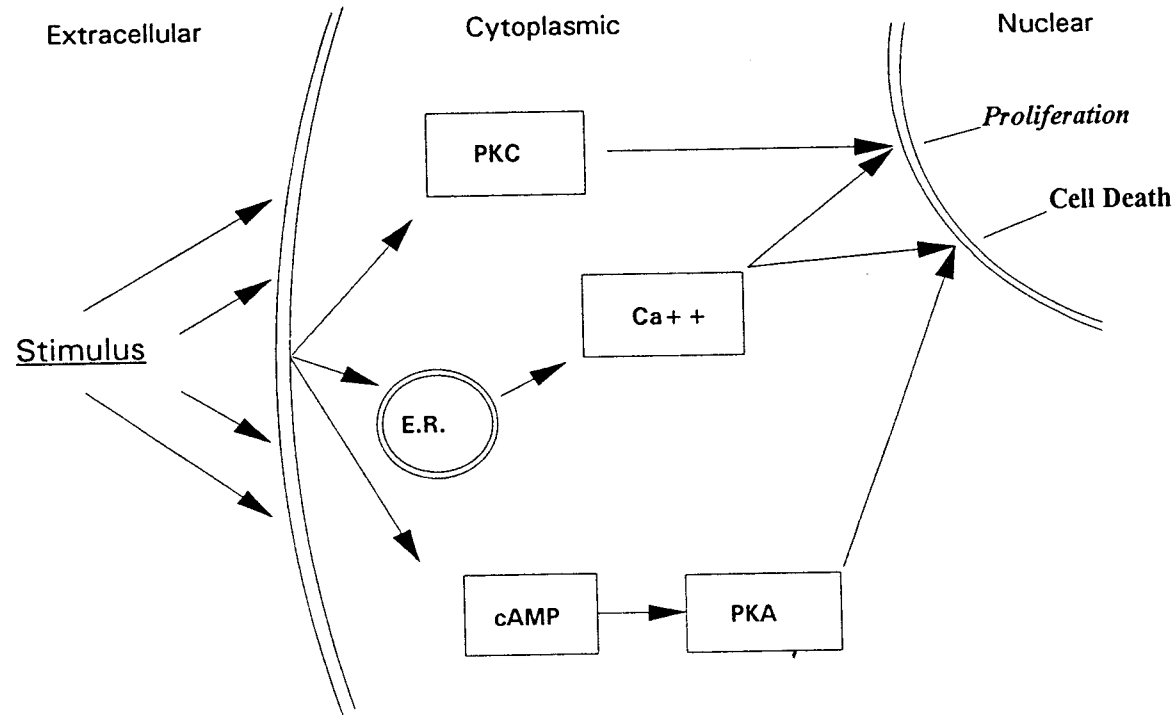 Extracellular
Cytoplasmic
Nuclear
Proliferation
PKC
Cell Death
Ca++
Stimulus
E.R.
cAMP
PKA